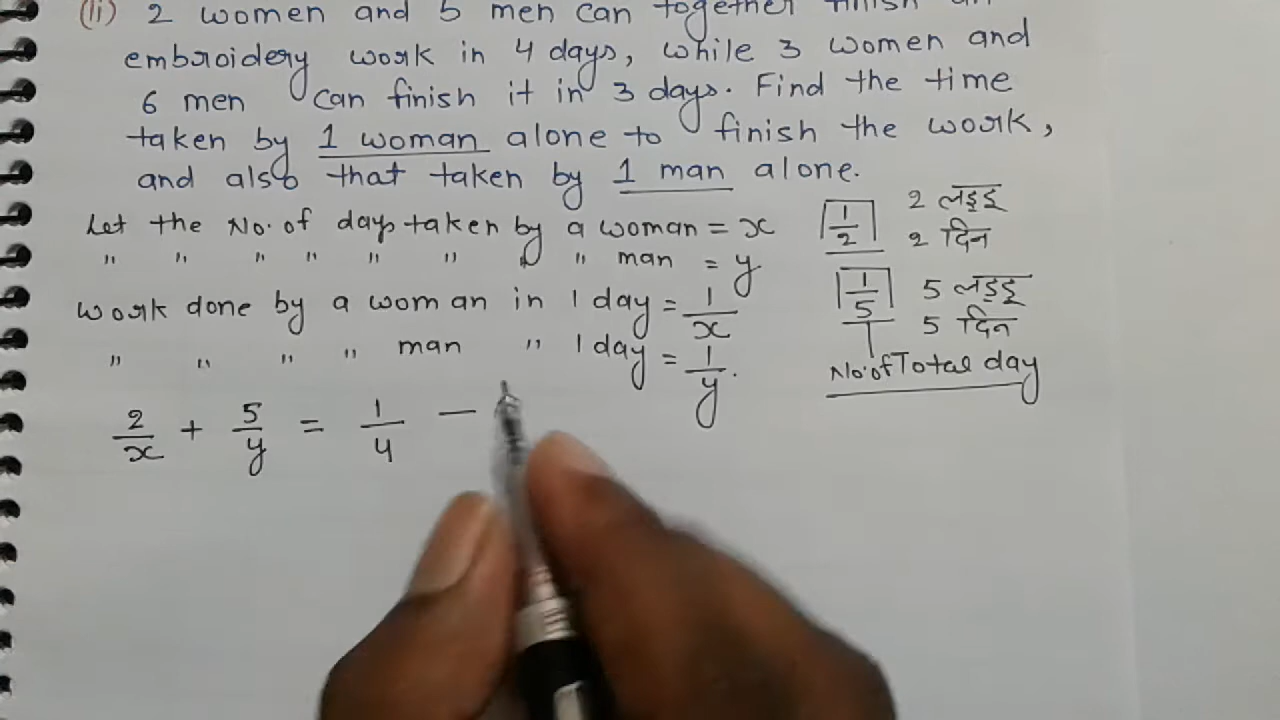 (ii) 2 women and 5 men can together finish an
embroidery work in 4 days, while 3 women and
6 men can finish it in 3 days. Find the time
taken by 1 woman alone to finish the work,
and also that taken by 1 man alone.
Let the No. of days taken by a woman = x
" " " " " " " " man = y
work done by a woman in 1 day = 1/x
" " " " man " 1 day = 1/y.
2/x + 5/y = 1/4 —
1/2 2 लड्डू
2 दिन
1/5 5 लड्डू
5 दिन
No. of Total day